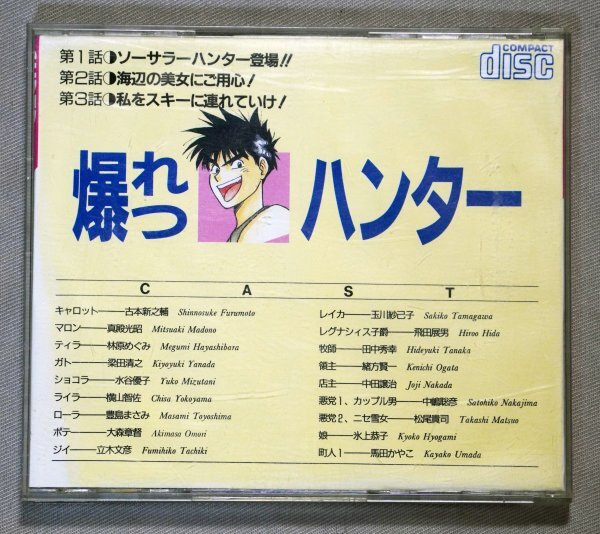 第1話◗ソーサラーハンター登場!!
第2話◗海辺の美女にご用心!
第3話◗私をスキーに連れていけ!
COMPACT
disc
爆れつハンター
CAST
キャロット――古本新之輔 Shinnosuke Furumoto
マロン――真殿光昭 Mitsuaki Madono
ティラ――林原めぐみ Megumi Hayashibara
ガトー――梁田清之 Kiyoyuki Yanada
ショコラ――水谷優子 Yuko Mizutani
ライラ――横山智佐 Chisa Yokoyama
ローラ――豊島まさみ Masami Toyoshima
ポテ――大森章督 Akimasa Omori
ジイ――立木文彦 Fumihiko Tachiki
レイカ――玉川紗己子 Sakiko Tamagawa
レグナシィス子爵――飛田展男 Hiroo Hida
牧師――田中秀幸 Hideyuki Tanaka
領主――緒方賢一 Kenichi Ogata
店主――中田譲治 Joji Nakada
悪党1、カップル男――中嶋聡彦 Satohiko Nakajima
悪党2、ニセ雪女――松尾貴司 Takashi Matsuo
娘――氷上恭子 Kyoko Hyogami
町人1――馬田かやこ Kayako Umada